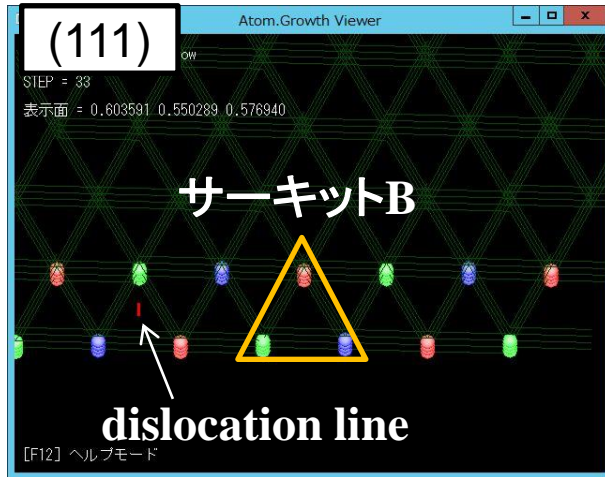 Atom.Growth Viewer
(111)
ow
STEP = 33
表示面 = 0.603591 0.550289 0.576940
サーキットB
dislocation line
[F12] ヘルプモード